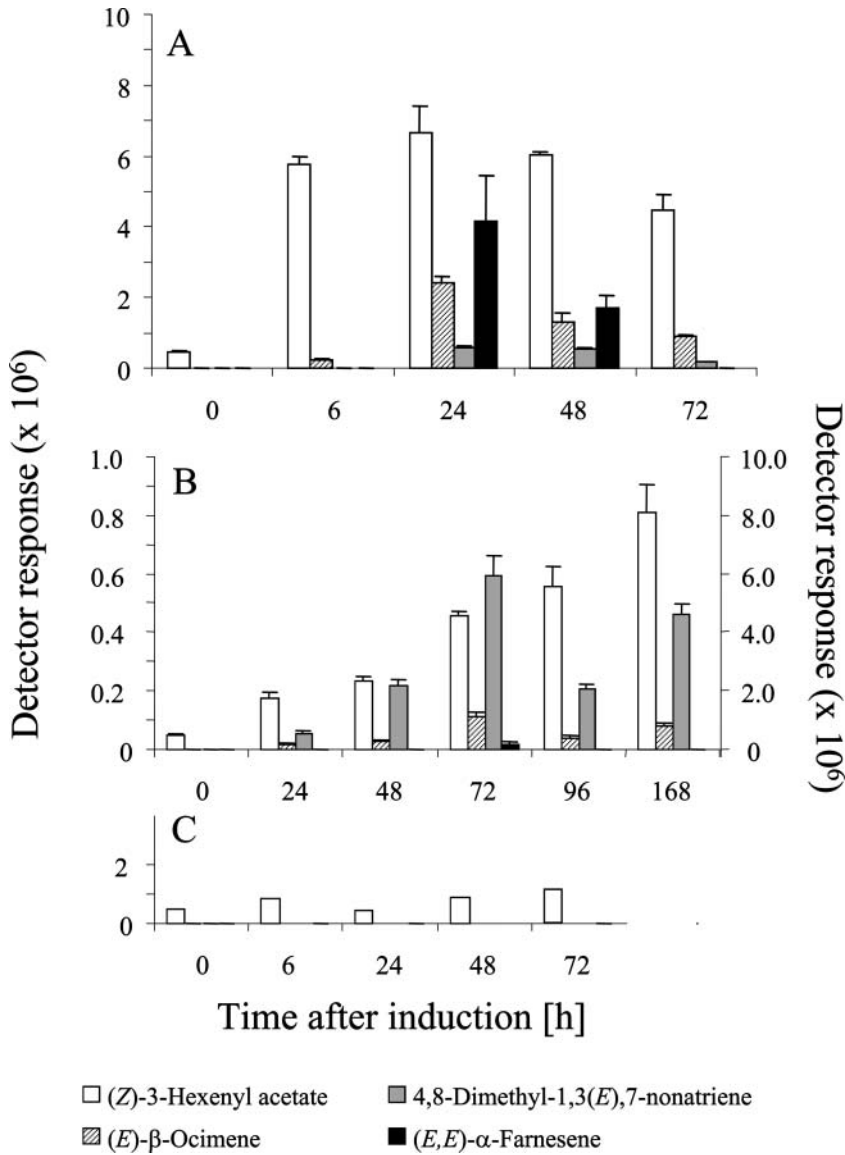 A
10
8
6
4
2
0
0 6 24 48 72
Detector response (x 10⁶)
B
1.0
0.8
0.6
0.4
0.2
0
10.0
8.0
6.0
4.0
2.0
0
0 24 48 72 96 168
Detector response (x 10⁶)
C
2
0
0 6 24 48 72
Time after induction [h]
(Z)-3-Hexenyl acetate
4,8-Dimethyl-1,3(E),7-nonatriene
(E)-β-Ocimene
(E,E)-α-Farnesene